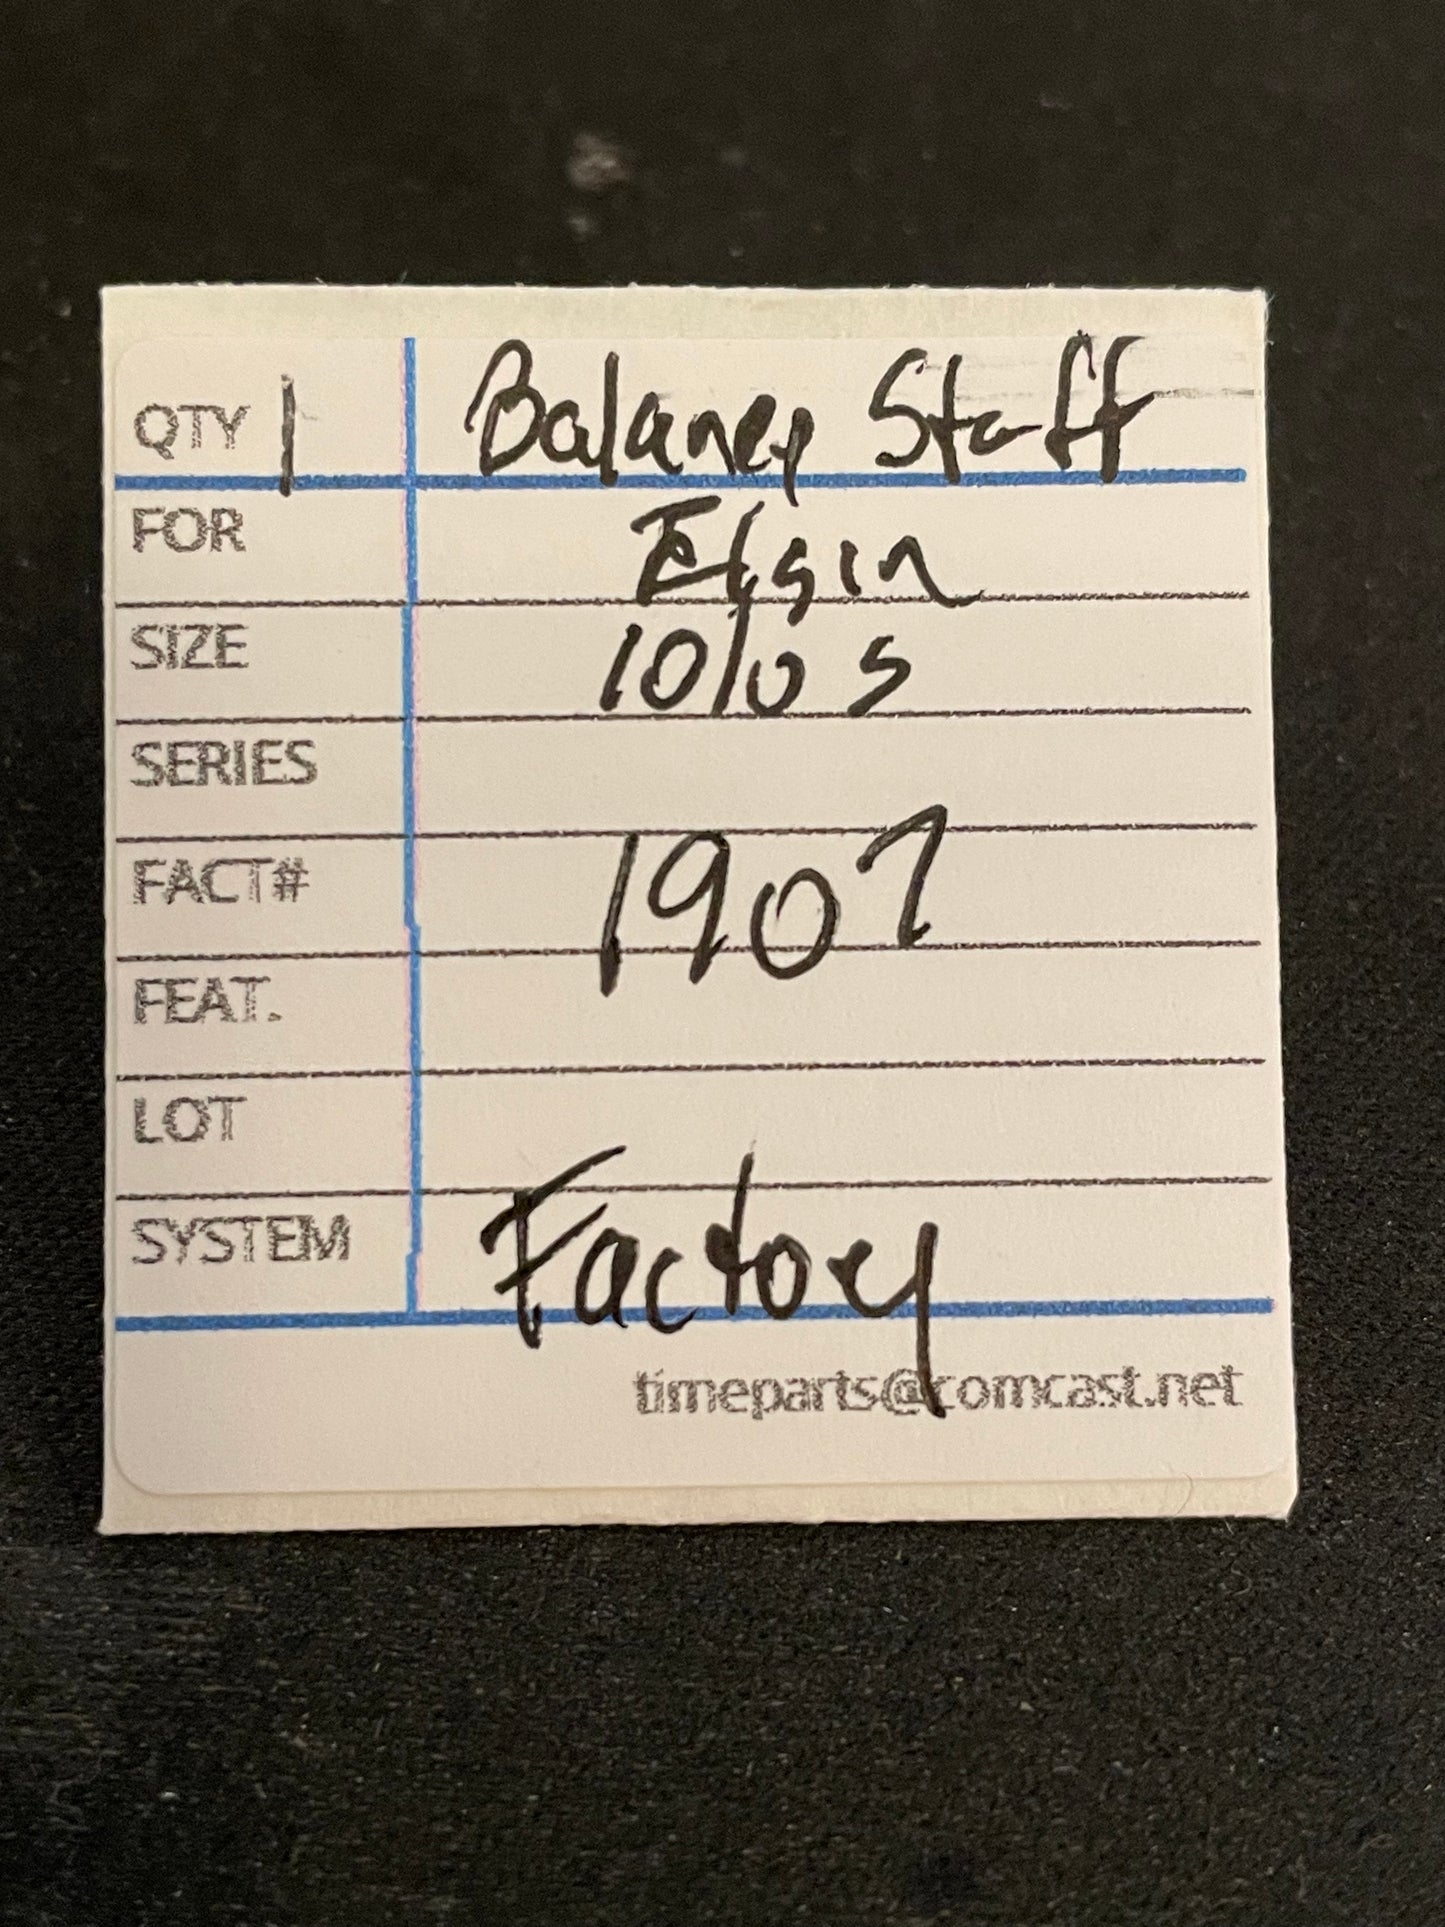 QTY 1 Balance Staff
FOR Elgin
SIZE 10/0 s
SERIES
FACT# 1907
FEAT.
LOT
SYSTEM Factory
timeparts@comcast.net